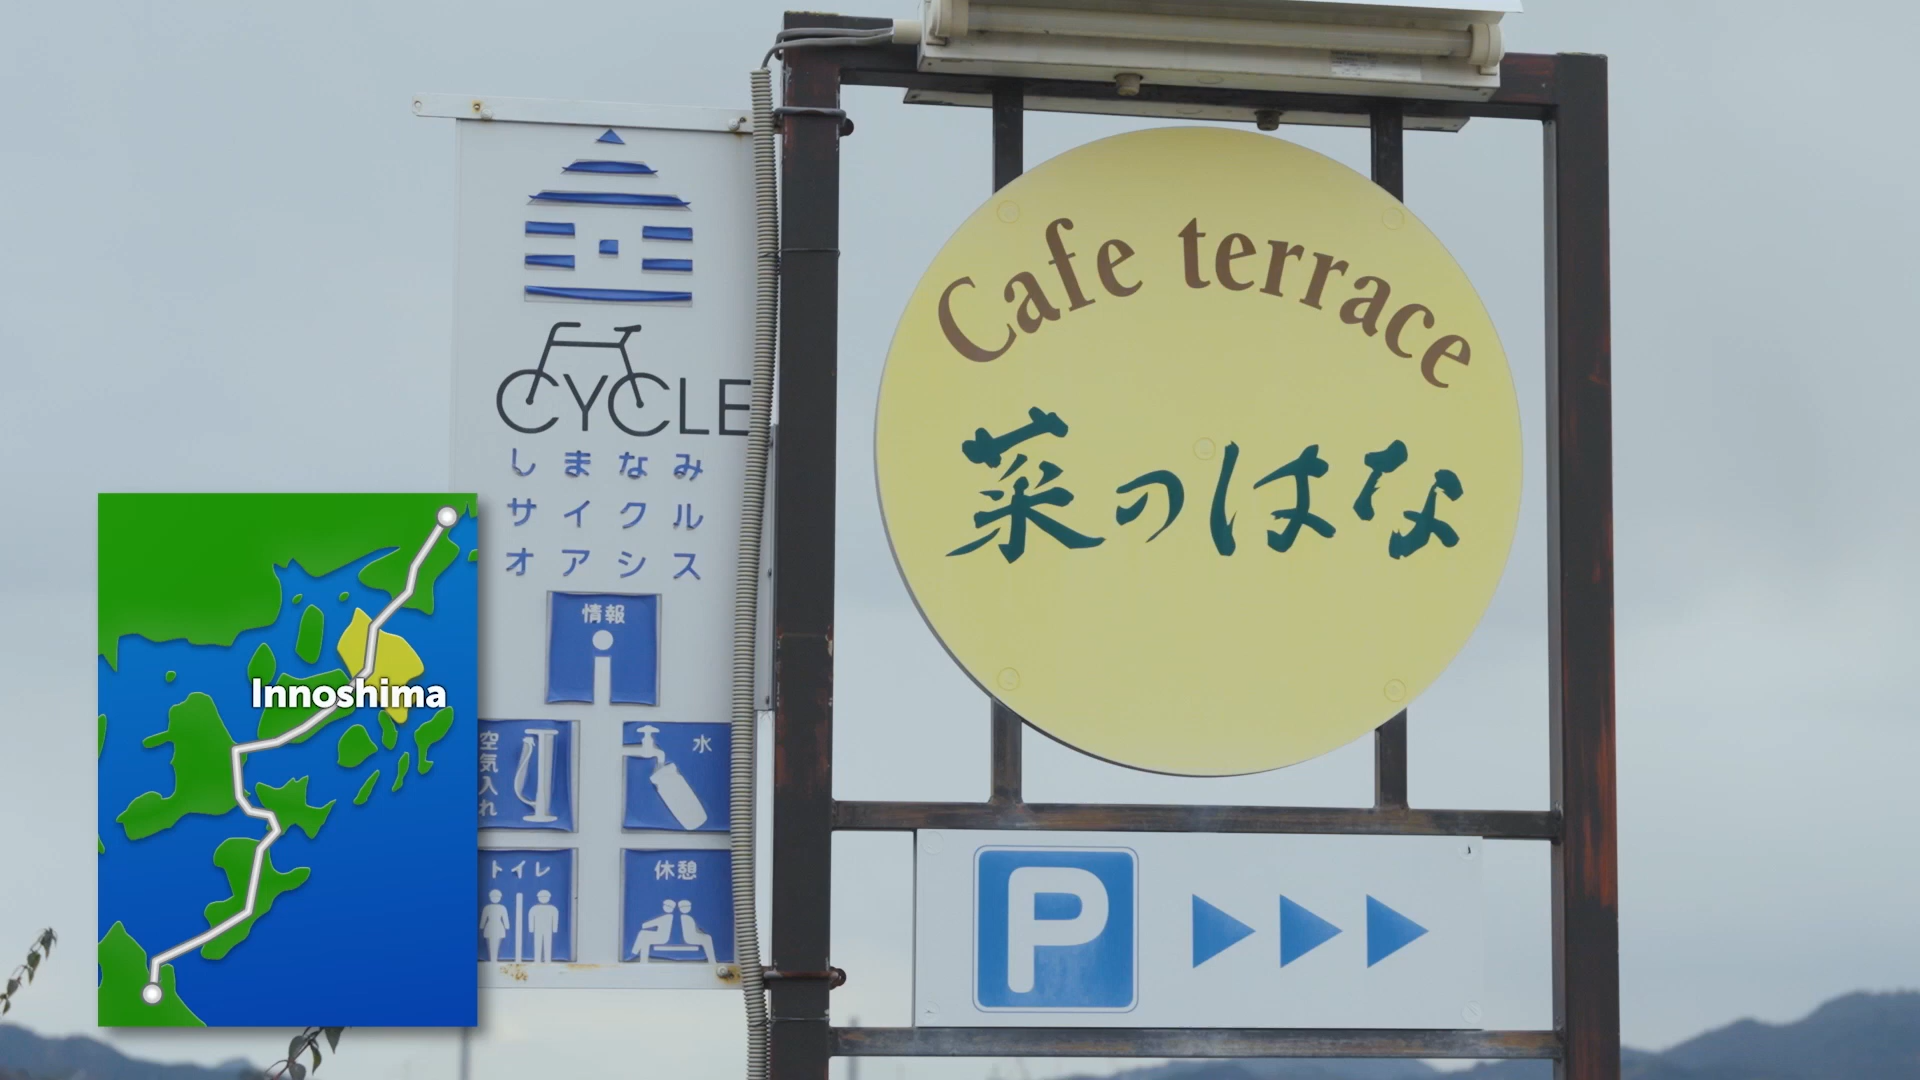 CYCLE
しまなみ
サイクル
オアシス
情報
空気入れ
水
トイレ
休憩
Cafe terrace
菜のはな
P
Innoshima